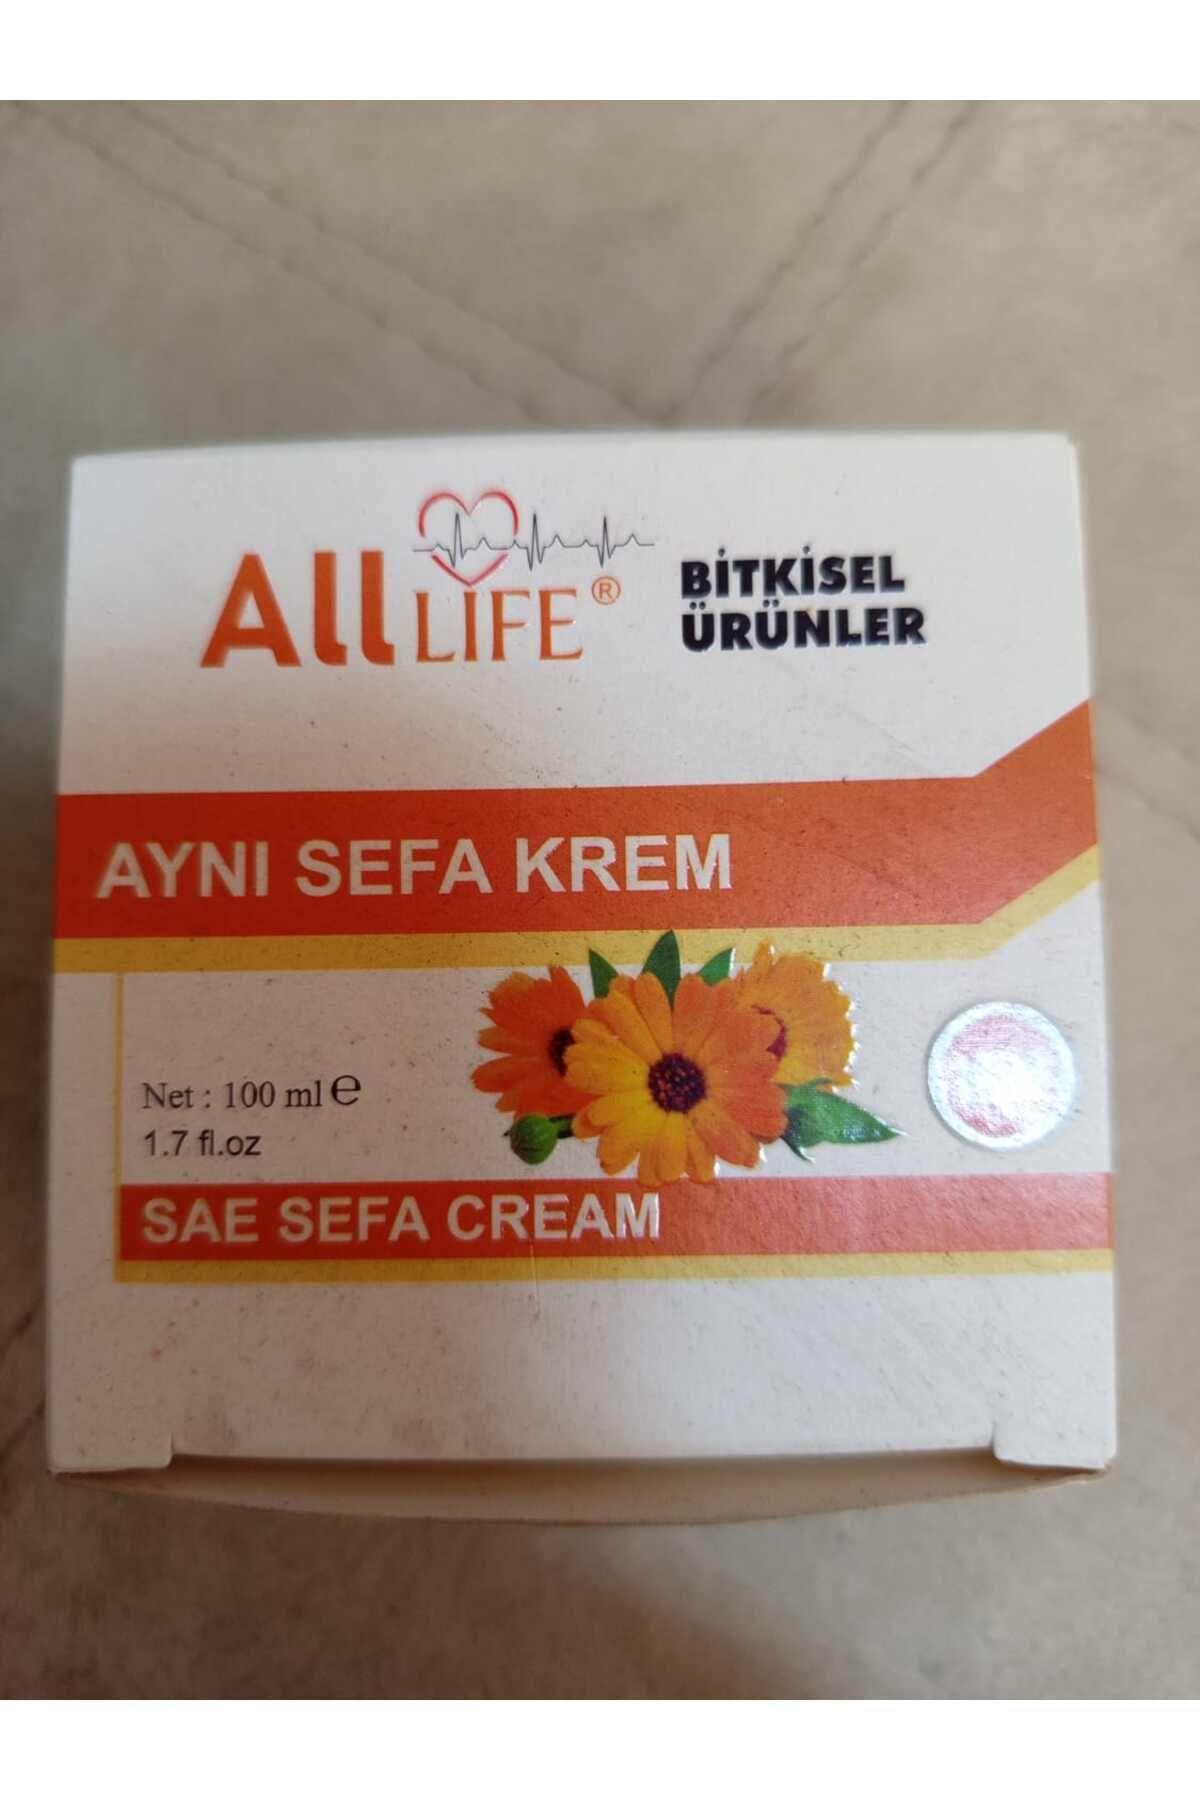 All LIFE® BİTKİSEL
ÜRÜNLER
AYNI SEFA KREM
Net : 100 ml ℮
1.7 fl.oz
SAE SEFA CREAM